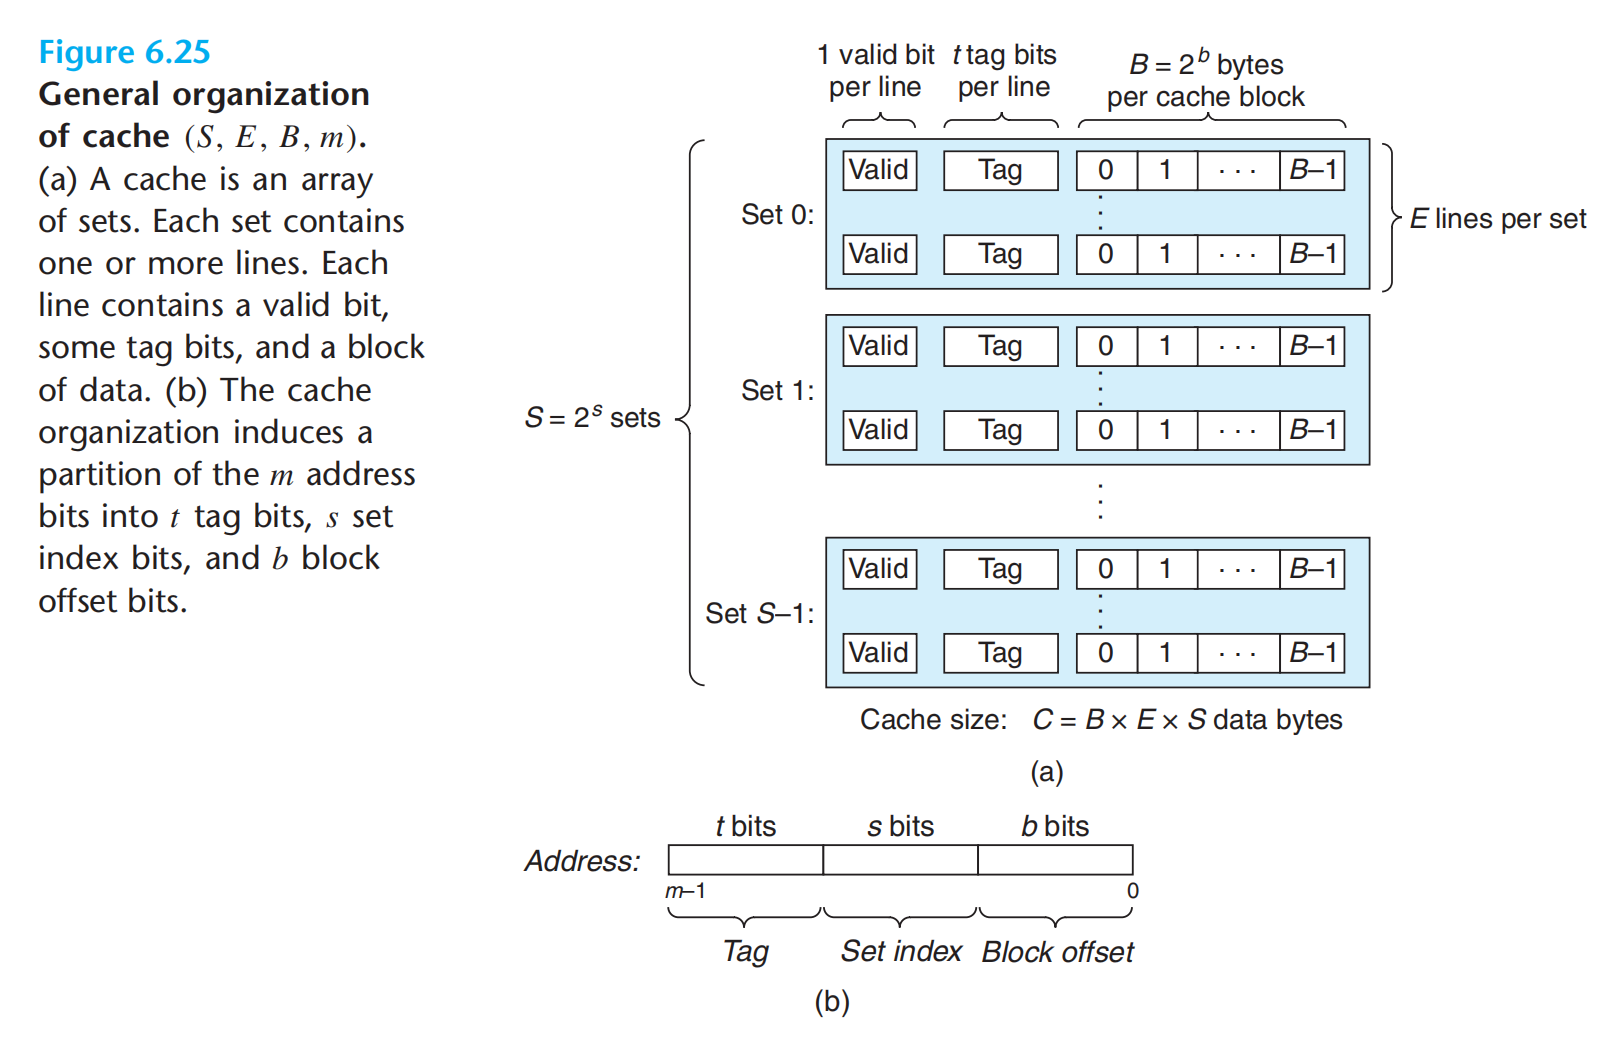 Figure 6.25
General organization
of cache (S, E, B, m).
(a) A cache is an array
of sets. Each set contains
one or more lines. Each
line contains a valid bit,
some tag bits, and a block
of data. (b) The cache
organization induces a
partition of the m address
bits into t tag bits, s set
index bits, and b block
offset bits.
1 valid bit
per line
t tag bits
per line
B = 2^b bytes
per cache block
Set 0:
Valid Tag 0 1 · · · B–1
Valid Tag 0 1 · · · B–1
E lines per set
Set 1:
Valid Tag 0 1 · · · B–1
Valid Tag 0 1 · · · B–1
S = 2^s sets
Set S–1:
Valid Tag 0 1 · · · B–1
Valid Tag 0 1 · · · B–1
Cache size: C = B × E × S data bytes
(a)
t bits s bits b bits
Address:
m–1 0
Tag Set index Block offset
(b)